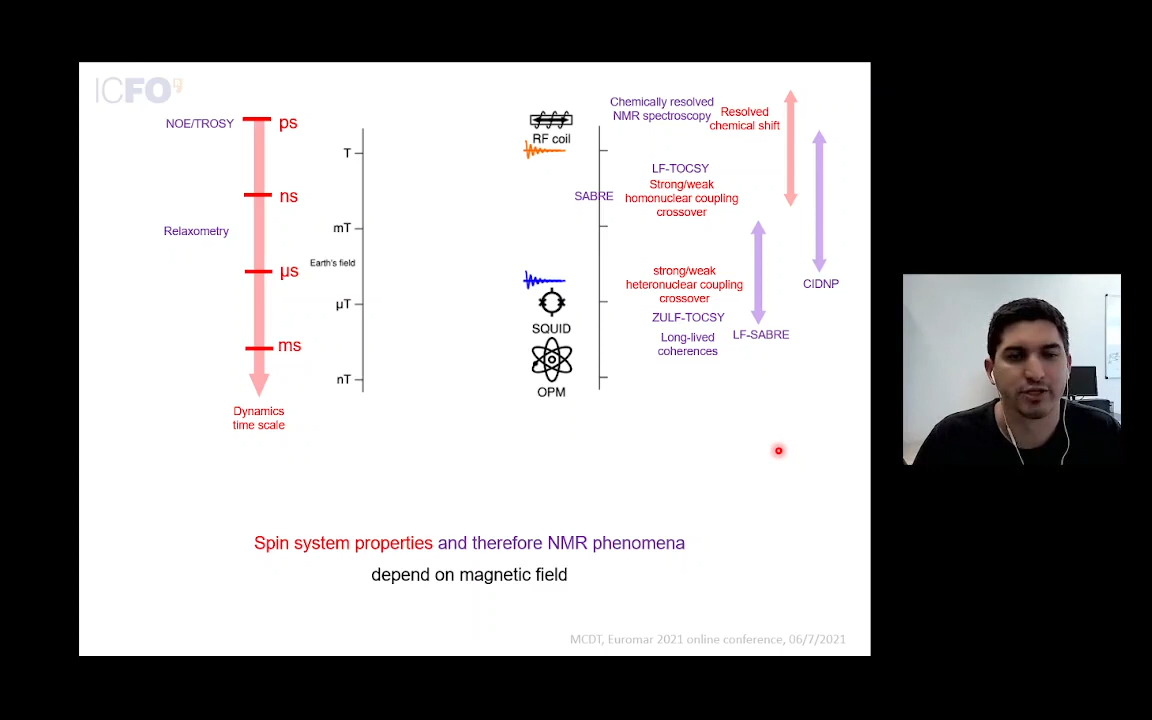 ICFO
NOE/TROSY
ps
ns
Relaxometry
µs
ms
Dynamics
time scale
T
mT
Earth's field
µT
nT
RF coil
SQUID
OPM
Chemically resolved
NMR spectroscopy
Resolved
chemical shift
LF-TOCSY
SABRE
Strong/weak
homonuclear coupling
crossover
strong/weak
heteronuclear coupling
crossover
CIDNP
ZULF-TOCSY
LF-SABRE
Long-lived
coherences
Spin system properties and therefore NMR phenomena
depend on magnetic field
MCDT, Euromar 2021 online conference, 06/7/2021